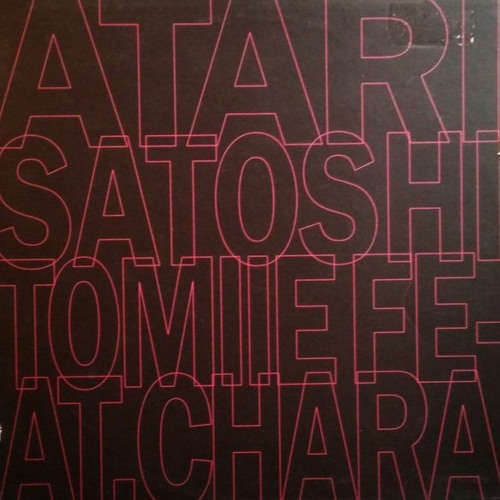 ATARI
SATOSHI
TOMIIE FE-
AT.CHARA